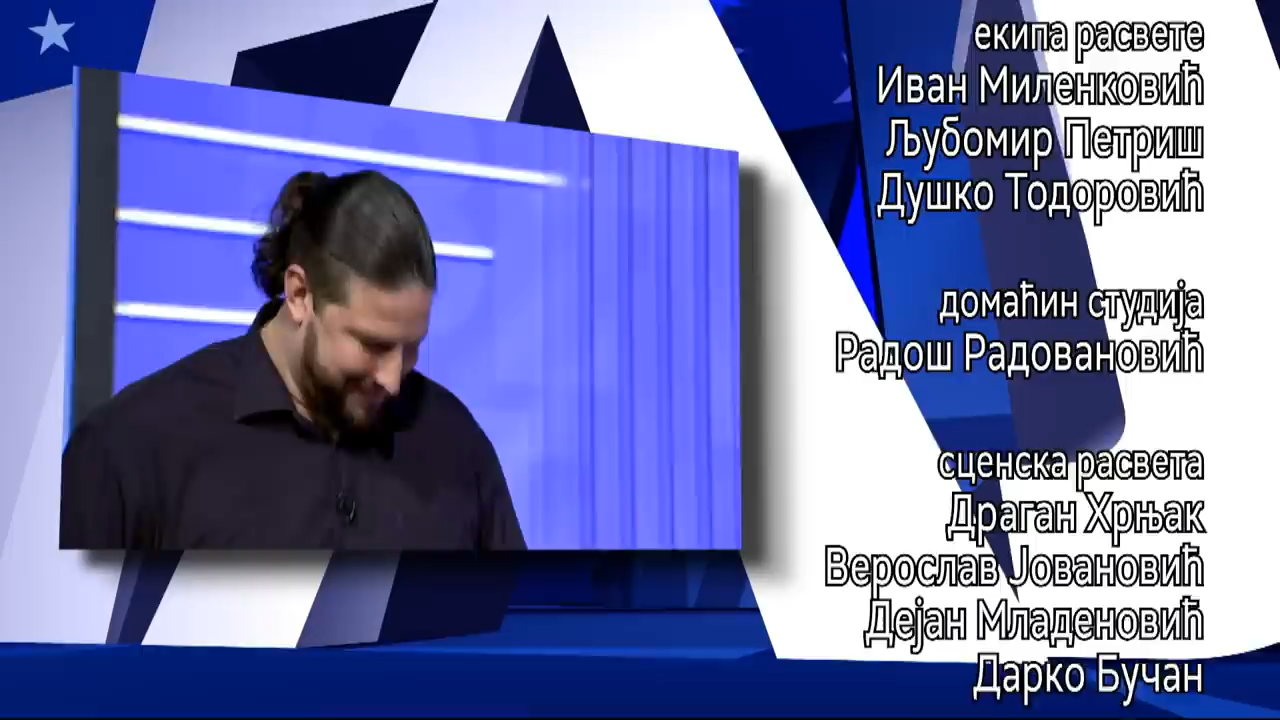 екипа расвете
Иван Миленковић
Љубомир Петриш
Душко Тодоровић
домаћин студија
Радош Радовановић
сценска расвета
Драган Хрњак
Верослав Јовановић
Дејан Младеновић
Дарко Бучан